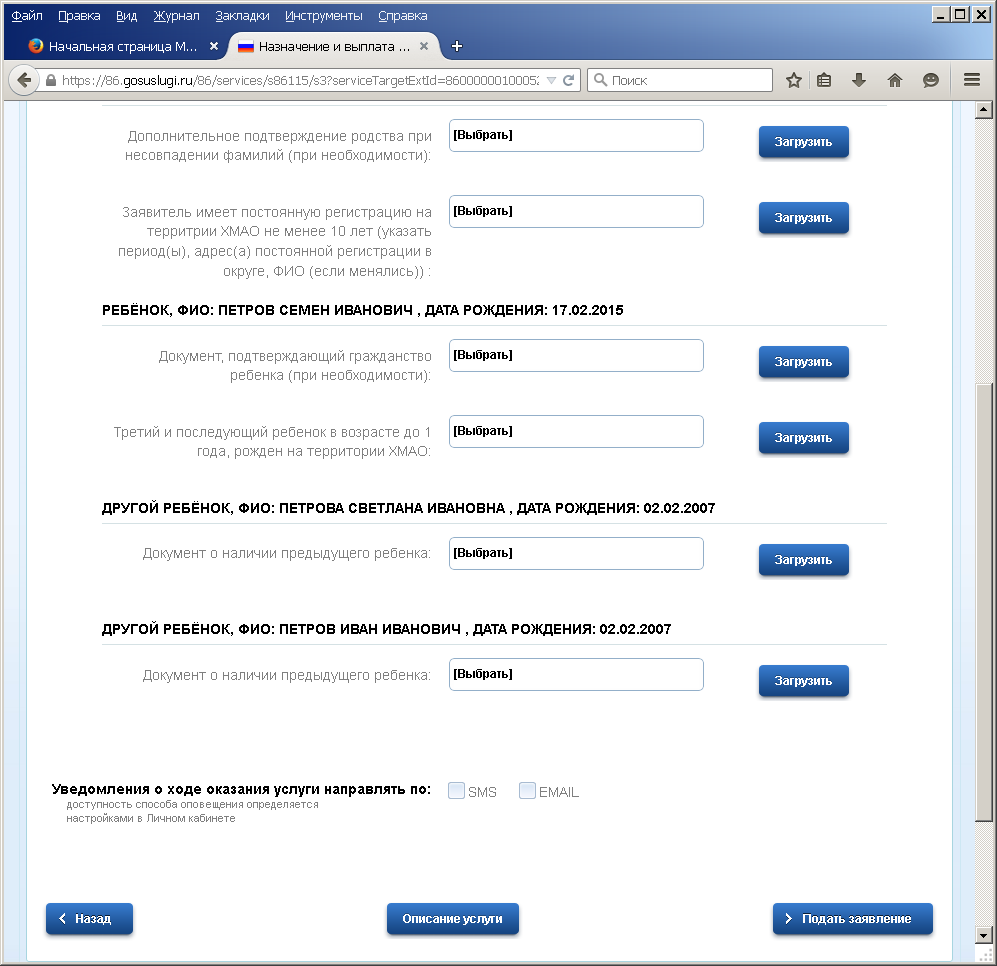 Файл Правка Вид Журнал Закладки Инструменты Справка
Начальная страница M... Назначение и выплата ...
https://86.gosuslugi.ru/86/services/s86115/s3?serviceTargetExtId=86000000100052 Поиск
Дополнительное подтверждение родства при
несовпадении фамилий (при необходимости):
[Выбрать]
Загрузить
Заявитель имеет постоянную регистрацию на
территрии ХМАО не менее 10 лет (указать
период(ы), адрес(а) постоянной регистрации в
округе, ФИО (если менялись)) :
[Выбрать]
Загрузить
РЕБЁНОК, ФИО: ПЕТРОВ СЕМЕН ИВАНОВИЧ , ДАТА РОЖДЕНИЯ: 17.02.2015
Документ, подтверждающий гражданство
ребенка (при необходимости):
[Выбрать]
Загрузить
Третий и последующий ребенок в возрасте до 1
года, рожден на территории ХМАО:
[Выбрать]
Загрузить
ДРУГОЙ РЕБЁНОК, ФИО: ПЕТРОВА СВЕТЛАНА ИВАНОВНА , ДАТА РОЖДЕНИЯ: 02.02.2007
Документ о наличии предыдущего ребенка:
[Выбрать]
Загрузить
ДРУГОЙ РЕБЁНОК, ФИО: ПЕТРОВ ИВАН ИВАНОВИЧ , ДАТА РОЖДЕНИЯ: 02.02.2007
Документ о наличии предыдущего ребенка:
[Выбрать]
Загрузить
Уведомления о ходе оказания услуги направлять по:
доступность способа оповещения определяется
настройками в Личном кабинете
SMS EMAIL
Назад Описание услуги Подать заявление